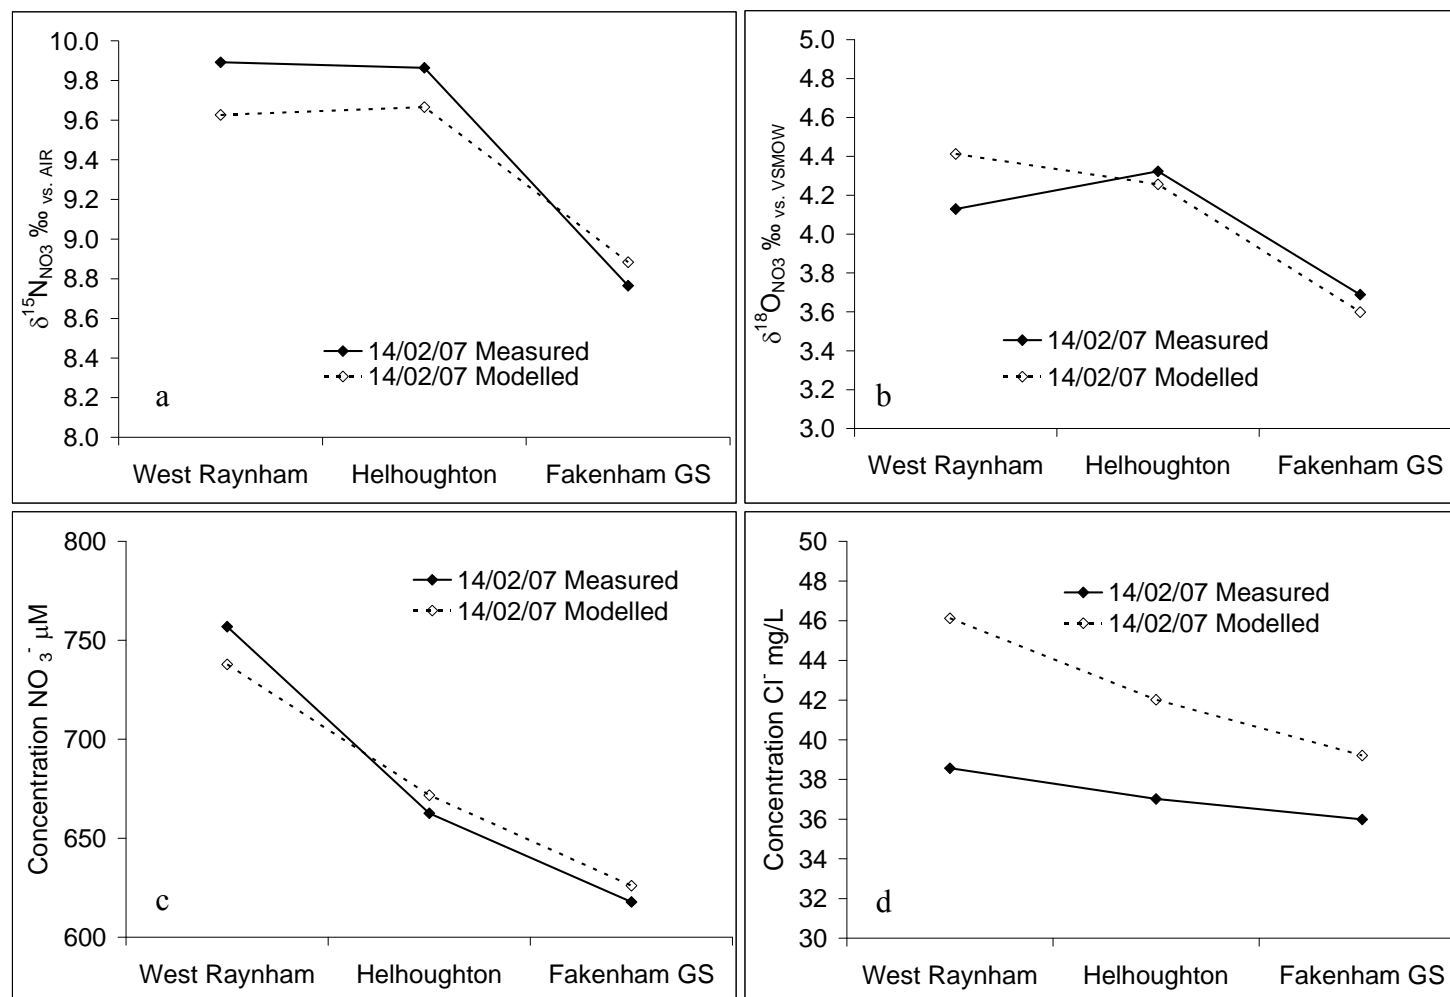 10.0
9.8
9.6
9.4
9.2
9.0
8.8
8.6
8.4
8.2
8.0
δ15NNO3 ‰ vs. AIR
14/02/07 Measured
14/02/07 Modelled
a
West Raynham Helhoughton Fakenham GS
5.0
4.8
4.6
4.4
4.2
4.0
3.8
3.6
3.4
3.2
3.0
δ18ONO3 ‰ vs. VSMOW
14/02/07 Measured
14/02/07 Modelled
b
West Raynham Helhoughton Fakenham GS
800
750
700
650
600
Concentration NO3- μM
14/02/07 Measured
14/02/07 Modelled
c
West Raynham Helhoughton Fakenham GS
50
48
46
44
42
40
38
36
34
32
30
Concentration Cl- mg/L
14/02/07 Measured
14/02/07 Modelled
d
West Raynham Helhoughton Fakenham GS